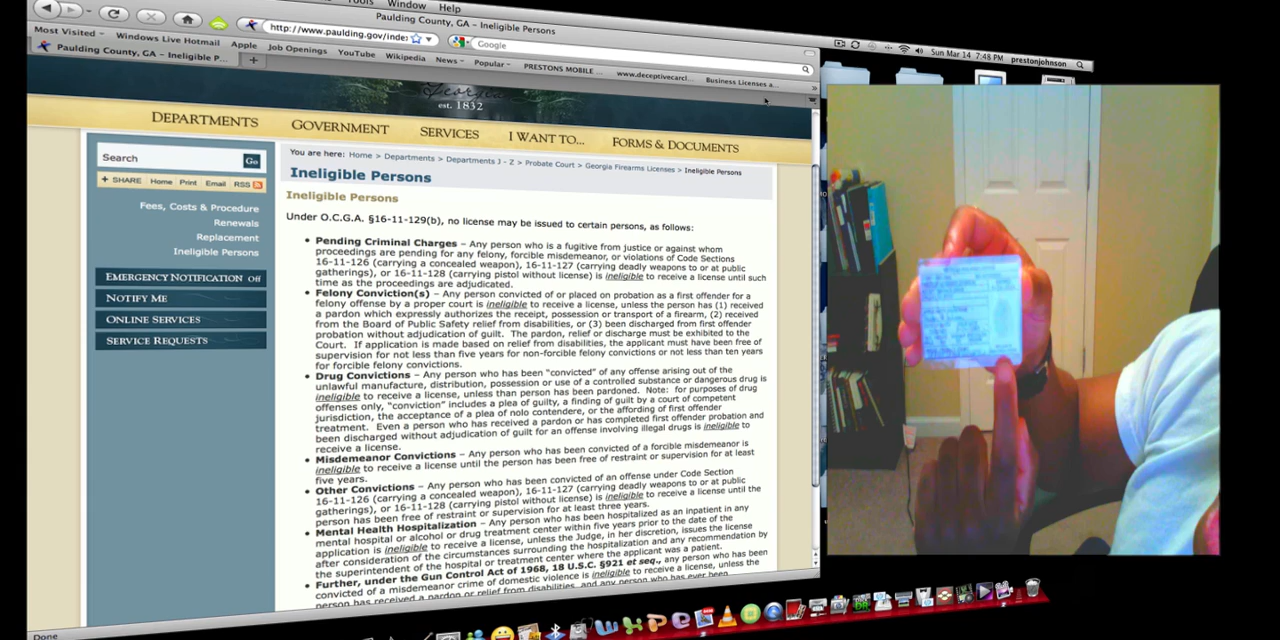 Tools Window Help
Paulding County, GA – Ineligible Persons
http://www.paulding.gov/inde:
Google
Most Visited Windows Live Hotmail Apple Job Openings YouTube Wikipedia News Popular PRESTONS MOBILE ... www.deceptivecarcl... Business Licenses a...
Paulding County, GA – Ineligible P...
Sun Mar 14 7:48 PM prestonjohnson
Georgia
est. 1832
DEPARTMENTS GOVERNMENT SERVICES I WANT TO... FORMS & DOCUMENTS
Search Go
+ SHARE Home Print Email RSS
Fees, Costs & Procedure
Renewals
Replacement
Ineligible Persons
EMERGENCY NOTIFICATION Off
NOTIFY ME
ONLINE SERVICES
SERVICE REQUESTS
You are here: Home > Departments > Departments J - Z > Probate Court > Georgia Firearms Licenses > Ineligible Persons
Ineligible Persons
Ineligible Persons
Under O.C.G.A. §16-11-129(b), no license may be issued to certain persons, as follows:
• Pending Criminal Charges – Any person who is a fugitive from justice or against whom
proceedings are pending for any felony, forcible misdemeanor, or violations of Code Sections
16-11-126 (carrying a concealed weapon), 16-11-127 (carrying deadly weapons to or at public
gatherings), or 16-11-128 (carrying pistol without license) is ineligible to receive a license until such
time as the proceedings are adjudicated.
• Felony Conviction(s) – Any person convicted of or placed on probation as a first offender for a
felony offense by a proper court is ineligible to receive a license, unless the person has (1) received
a pardon which expressly authorizes the receipt, possession or transport of a firearm, (2) received
from the Board of Public Safety relief from disabilities, or (3) been discharged from first offender
probation without adjudication of guilt. The pardon, relief or discharge must be exhibited to the
Court. If application is made based on relief from disabilities, the applicant must have been free of
supervision for not less than five years for non-forcible felony convictions or not less than ten years
for forcible felony convictions.
• Drug Convictions – Any person who has been “convicted” of any offense arising out of the
unlawful manufacture, distribution, possession or use of a controlled substance or dangerous drug is
ineligible to receive a license, unless than person has been pardoned. Note: for purposes of drug
offenses only, “conviction” includes a plea of guilty, a finding of guilt by a court of competent
jurisdiction, the acceptance of a plea of nolo contendere, or the affording of first offender
treatment. Even a person who has received a pardon or has completed first offender probation and
been discharged without adjudication of guilt for an offense involving illegal drugs is ineligible to
receive a license.
• Misdemeanor Convictions – Any person who has been convicted of a forcible misdemeanor is
ineligible to receive a license until the person has been free of restraint or supervision for at least
five years.
• Other Convictions – Any person who has been convicted of an offense under Code Section
16-11-126 (carrying a concealed weapon), 16-11-127 (carrying deadly weapons to or at public
gatherings), or 16-11-128 (carrying pistol without license) is ineligible to receive a license until the
person has been free of restraint or supervision for at least three years.
• Mental Health Hospitalization – Any person who has been hospitalized as an inpatient in any
mental hospital or alcohol or drug treatment center within five years prior to the date of the
application is ineligible to receive a license, unless the Judge, in her discretion, issues the license
after consideration of the circumstances surrounding the hospitalization and any recommendation by
the superintendent of the hospital or treatment center where the applicant was a patient.
• Further, under the Gun Control Act of 1968, 18 U.S.C. §921 et seq., any person who has been
convicted of a misdemeanor crime of domestic violence is ineligible to receive a license, unless the
person has received a pardon or relief from disabilities, and any person who has ever been
Done